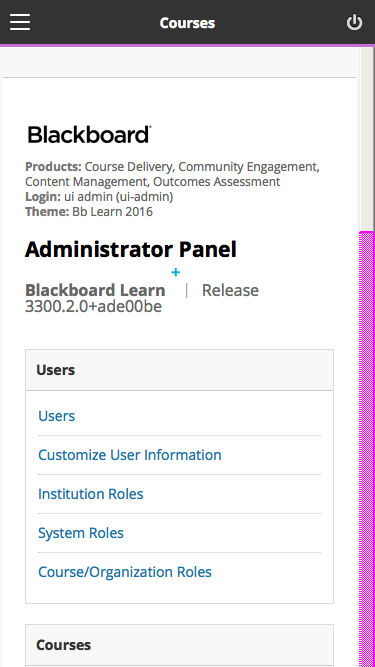 Courses
Blackboard
Products: Course Delivery, Community Engagement,
Content Management, Outcomes Assessment
Login: ui admin (ui-admin)
Theme: Bb Learn 2016
Administrator Panel
Blackboard Learn + | Release
3300.2.0+ade00be
Users
Users
Customize User Information
Institution Roles
System Roles
Course/Organization Roles
Courses